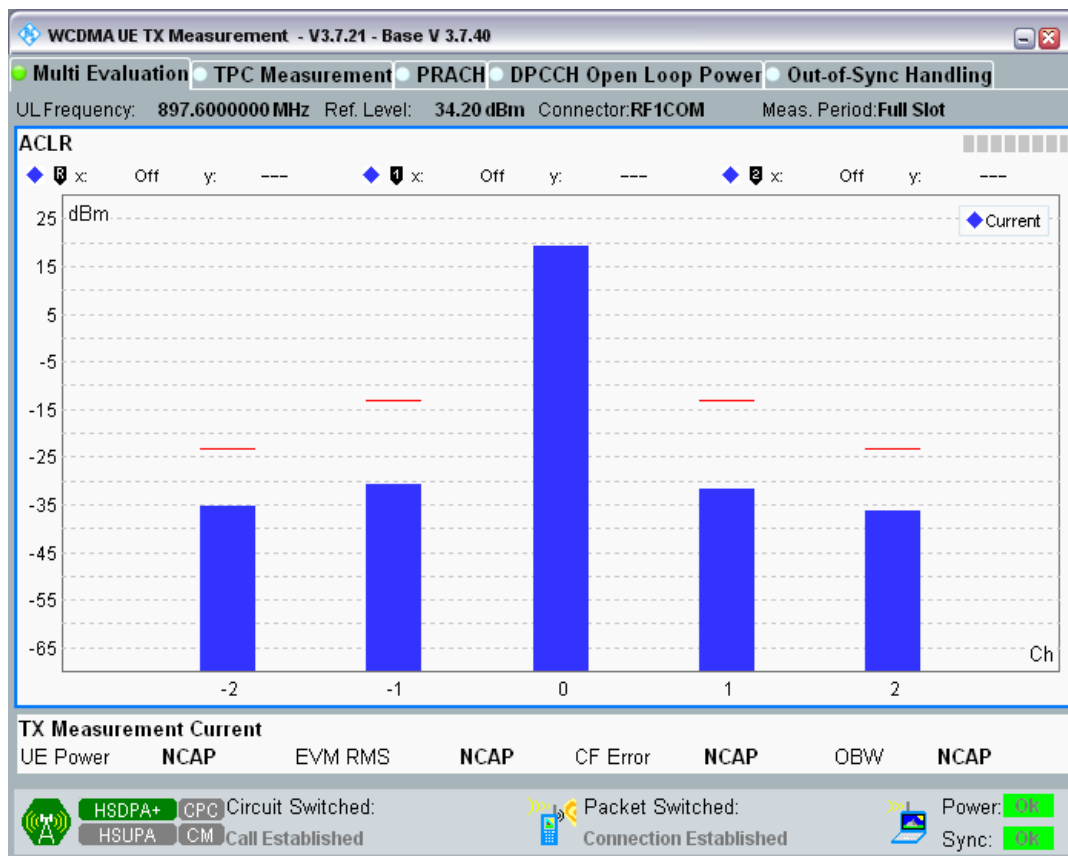 WCDMA UE TX Measurement - V3.7.21 - Base V 3.7.40
Multi Evaluation TPC Measurement PRACH DPCCH Open Loop Power Out-of-Sync Handling
UL Frequency: 897.6000000 MHz Ref. Level: 34.20 dBm Connector:RF1COM Meas. Period:Full Slot
ACLR
R x: Off y: --- 1 x: Off y: --- 2 x: Off y: ---
25 dBm
Current
15
5
-5
-15
-25
-35
-45
-55
-65
Ch
-2 -1 0 1 2
TX Measurement Current
UE Power NCAP EVM RMS NCAP CF Error NCAP OBW NCAP
HSDPA+ CPC Circuit Switched: Packet Switched: Power: OK
HSUPA CM Call Established Connection Established Sync: OK